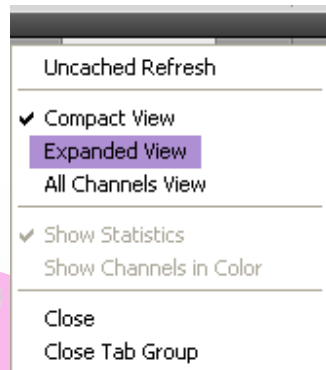 Uncached Refresh
Compact View
Expanded View
All Channels View
Show Statistics
Show Channels in Color
Close
Close Tab Group